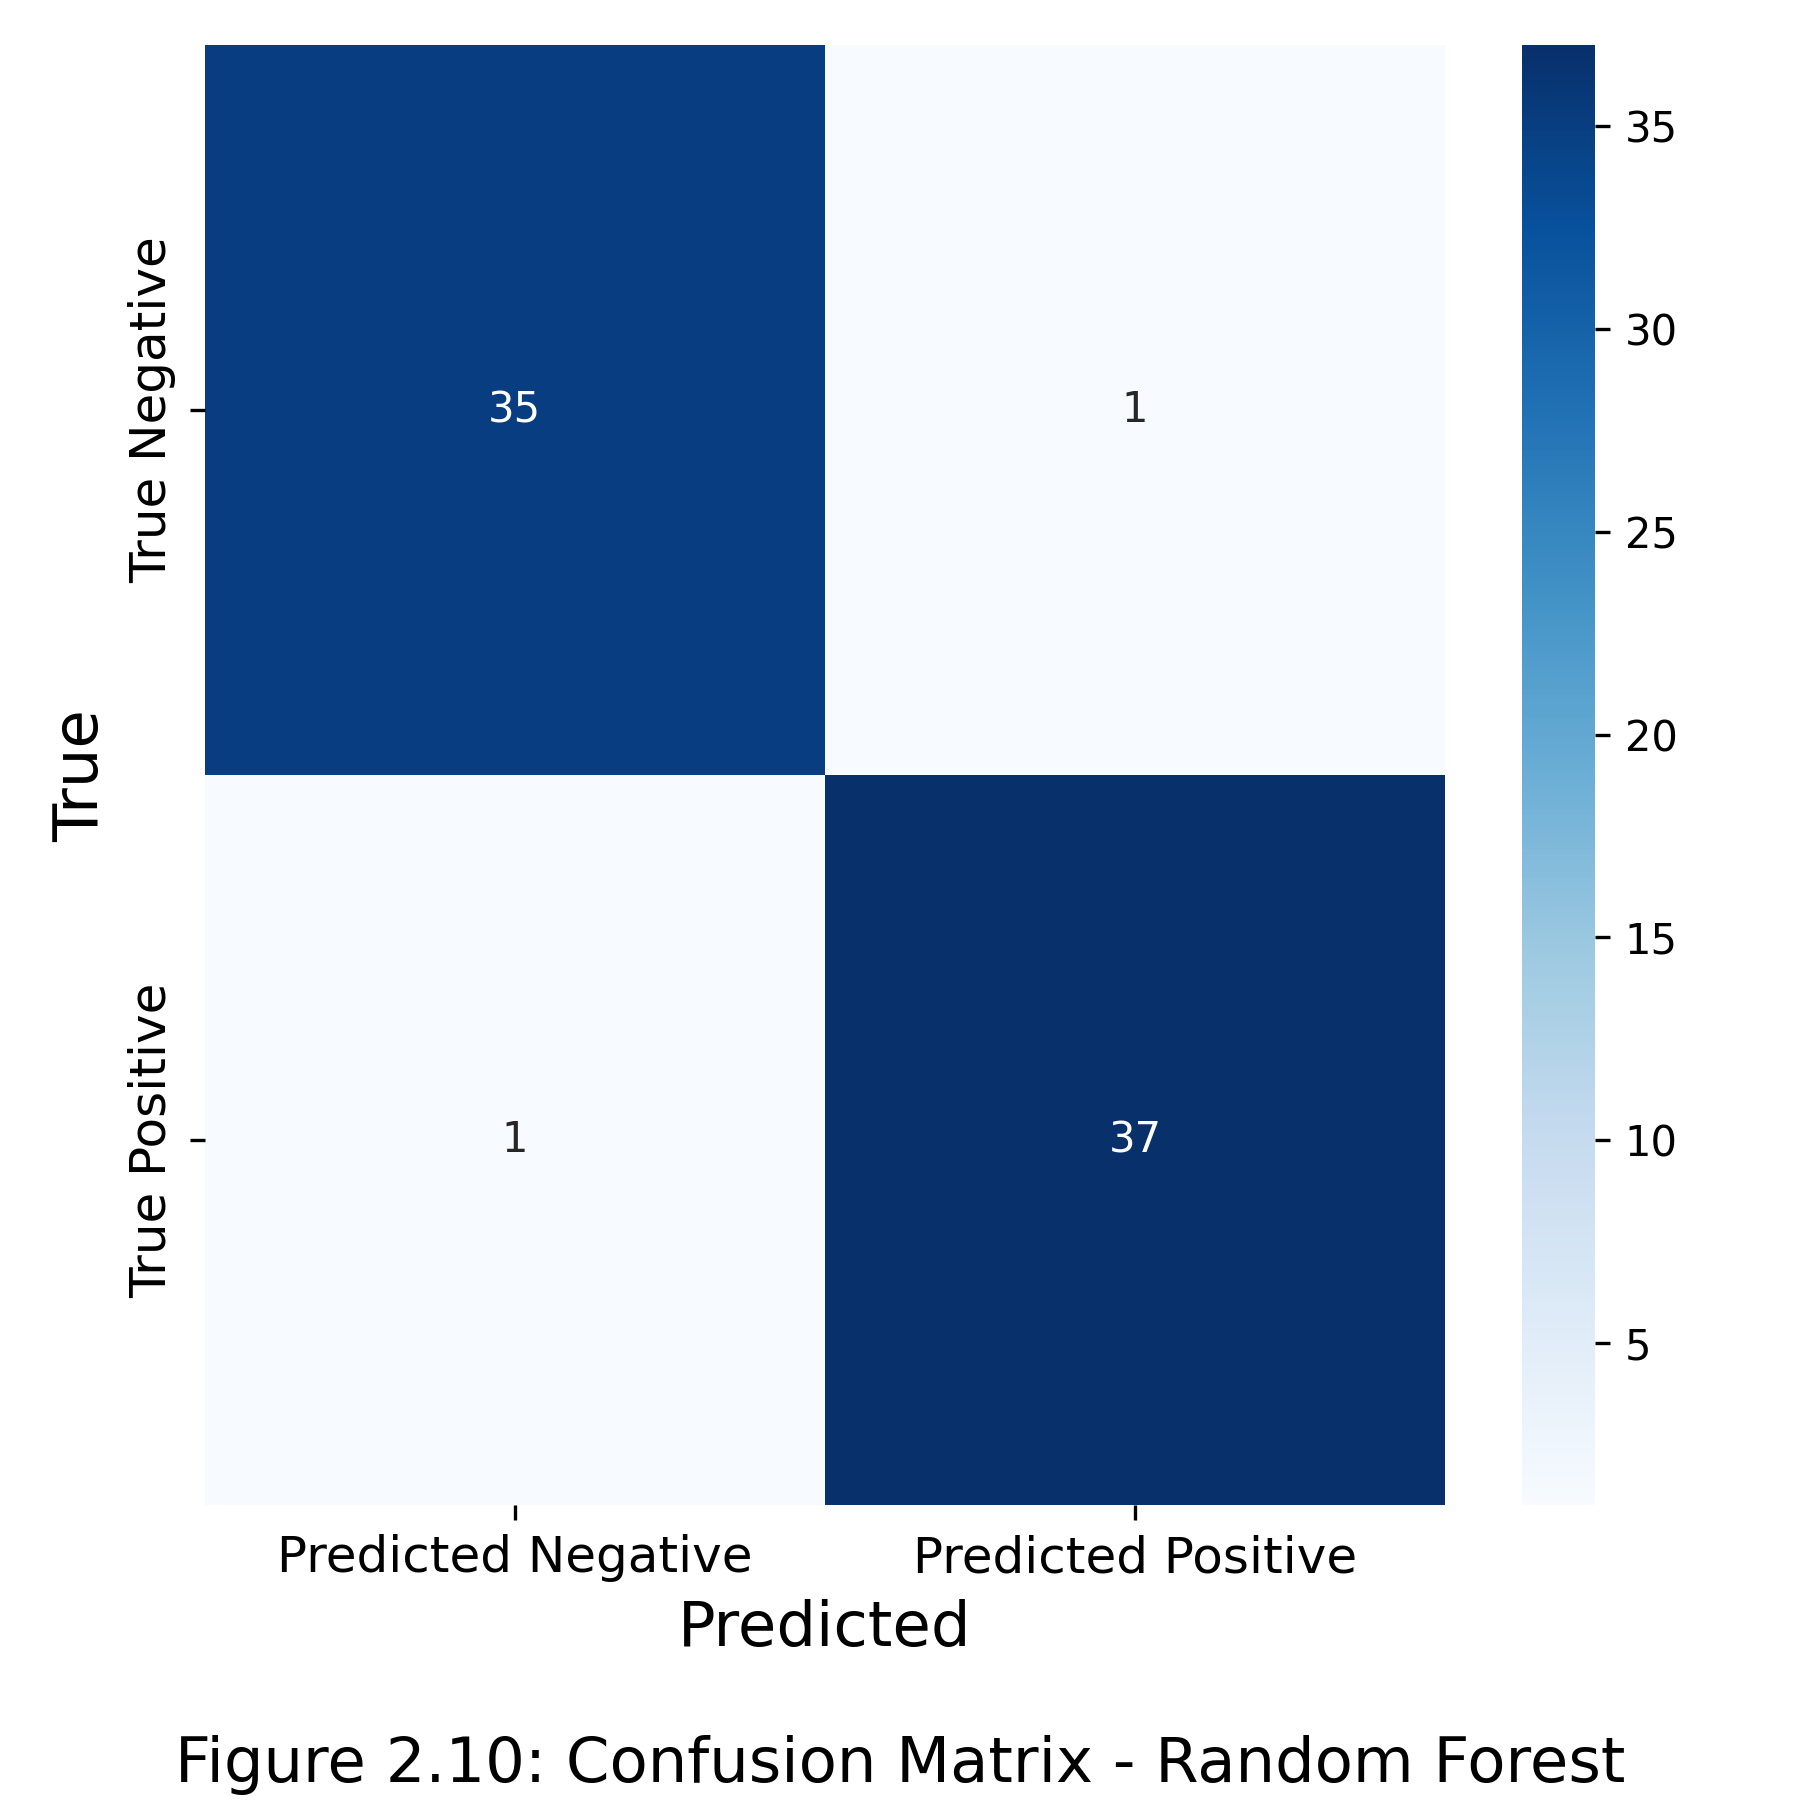 True
True Negative
True Positive
35
1
1
37
Predicted Negative
Predicted Positive
Predicted
35
30
25
20
15
10
5
Figure 2.10: Confusion Matrix - Random Forest